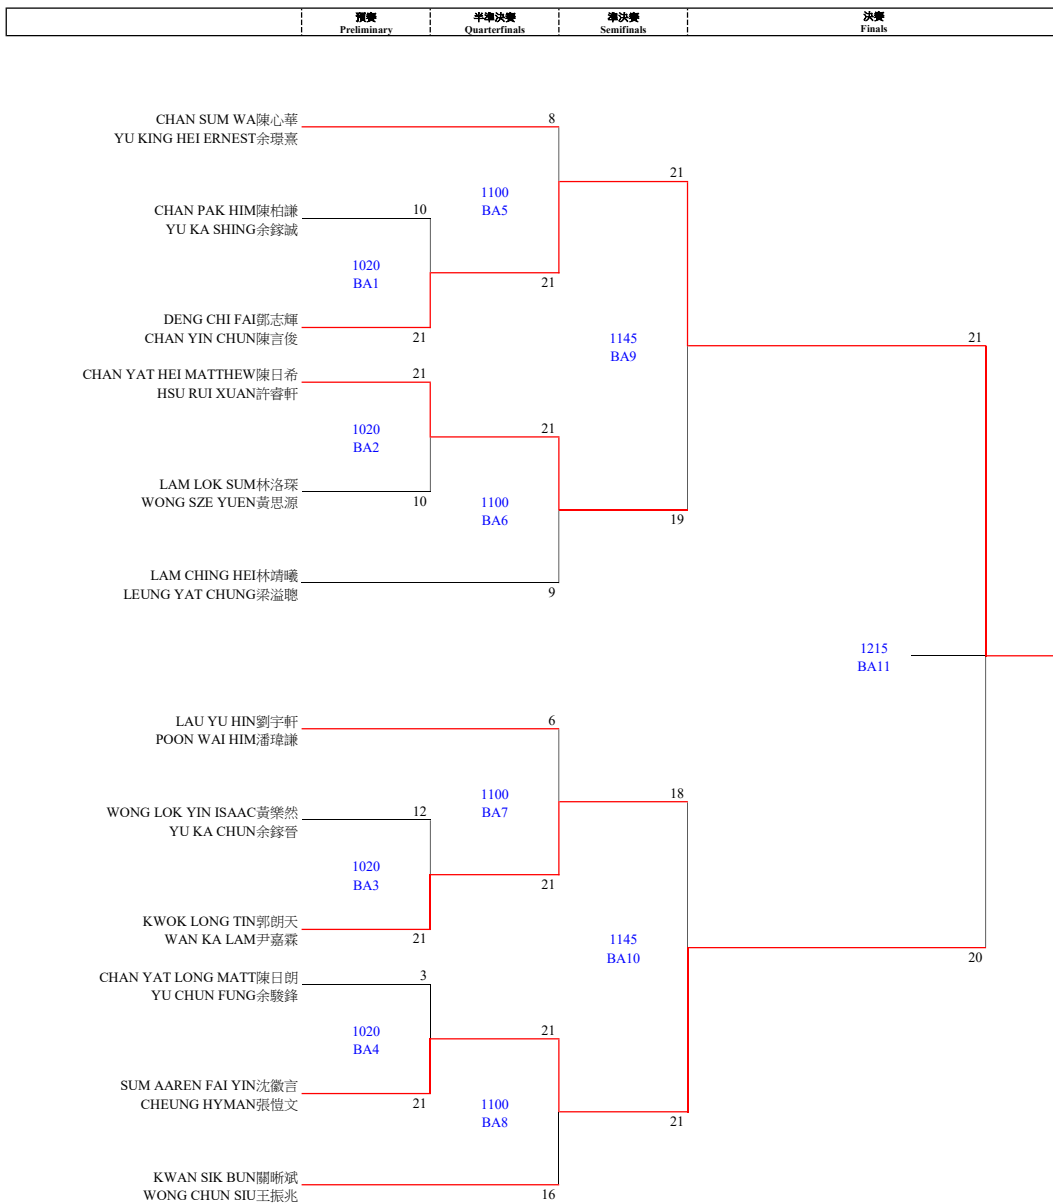 預賽 半準決賽 準決賽 決賽
Preliminary Quarterfinals Semifinals Finals
CHAN SUM WA陳心華 8
YU KING HEI ERNEST余璟熹
21
1100
BA5
CHAN PAK HIM陳柏謙 10
YU KA SHING余鎵誠
1020
BA1
21
DENG CHI FAI鄧志輝
CHAN YIN CHUN陳言俊 21
1145
BA9
21
CHAN YAT HEI MATTHEW陳日希 21
HSU RUI XUAN許睿軒
1020
BA2
21
LAM LOK SUM林洛琛
WONG SZE YUEN黃思源 10
1100
BA6
19
LAM CHING HEI林靖曦
LEUNG YAT CHUNG梁溢聰 9
1215
BA11
LAU YU HIN劉宇軒 6
POON WAI HIM潘瑋謙
1100
BA7
18
WONG LOK YIN ISAAC黃樂然 12
YU KA CHUN余鎵晉
1020
BA3
21
KWOK LONG TIN郭朗天
WAN KA LAM尹嘉霖 21
1145
BA10
20
CHAN YAT LONG MATT陳日朗 3
YU CHUN FUNG余駿鋒
1020
BA4
21
SUM AAREN FAI YIN沈徽言
CHEUNG HYMAN張愷文 21
1100
BA8
21
KWAN SIK BUN關晰斌
WONG CHUN SIU王振兆 16